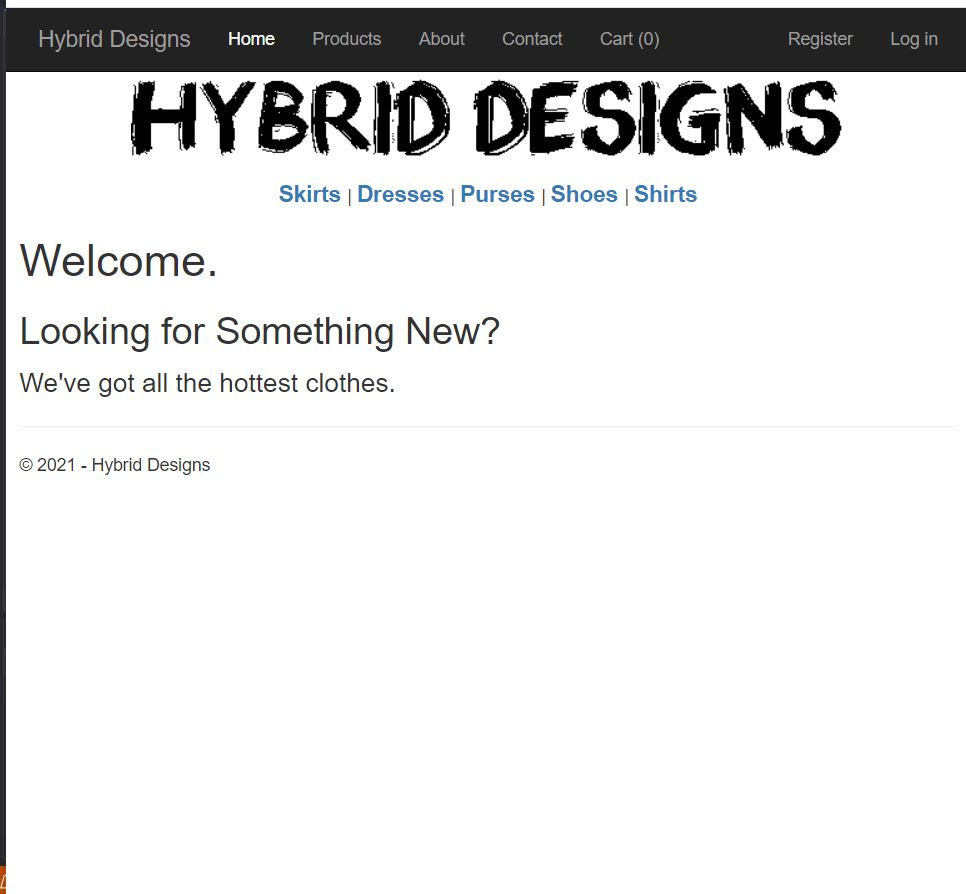 Hybrid Designs Home Products About Contact Cart (0) Register Log in
HYBRID DESIGNS
Skirts | Dresses | Purses | Shoes | Shirts
Welcome.
Looking for Something New?
We've got all the hottest clothes.
© 2021 - Hybrid Designs